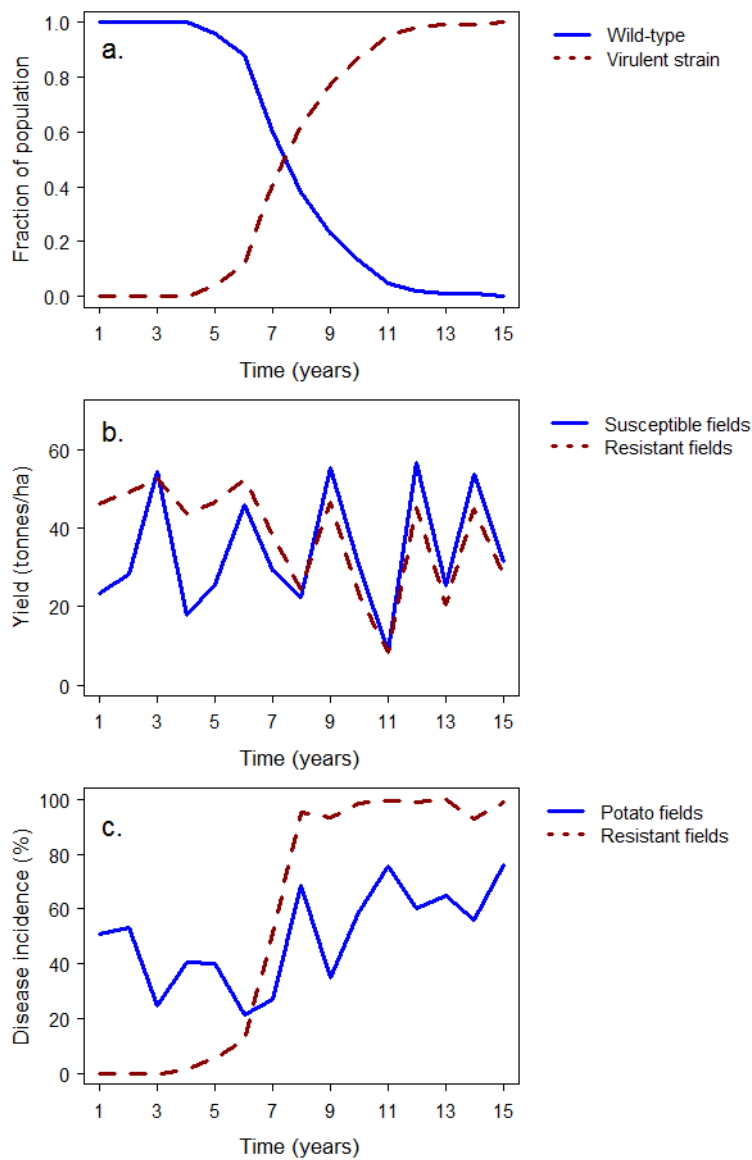 a.
Wild-type
Virulent strain
Fraction of population
1.0
0.8
0.6
0.4
0.2
0.0
1 3 5 7 9 11 13 15
Time (years)
b.
Susceptible fields
Resistant fields
Yield (tonnes/ha)
60
40
20
0
1 3 5 7 9 11 13 15
Time (years)
c.
Potato fields
Resistant fields
Disease incidence (%)
100
80
60
40
20
0
1 3 5 7 9 11 13 15
Time (years)